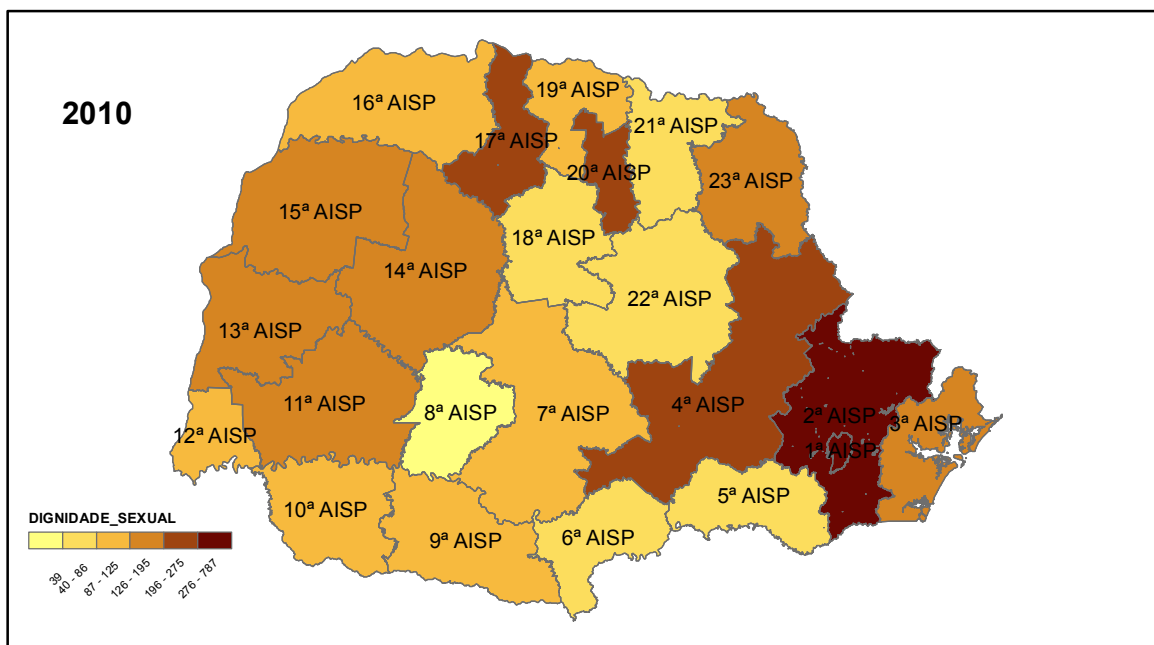 2010
16ª AISP
19ª AISP
21ª AISP
17ª AISP
20ª AISP
23ª AISP
15ª AISP
18ª AISP
14ª AISP
22ª AISP
13ª AISP
11ª AISP
8ª AISP
7ª AISP
4ª AISP
2ª AISP
3ª AISP
12ª AISP
1ª AISP
5ª AISP
10ª AISP
9ª AISP
6ª AISP
DIGNIDADE_SEXUAL
39
40 - 86
87 - 125
126 - 195
196 - 275
276 - 787